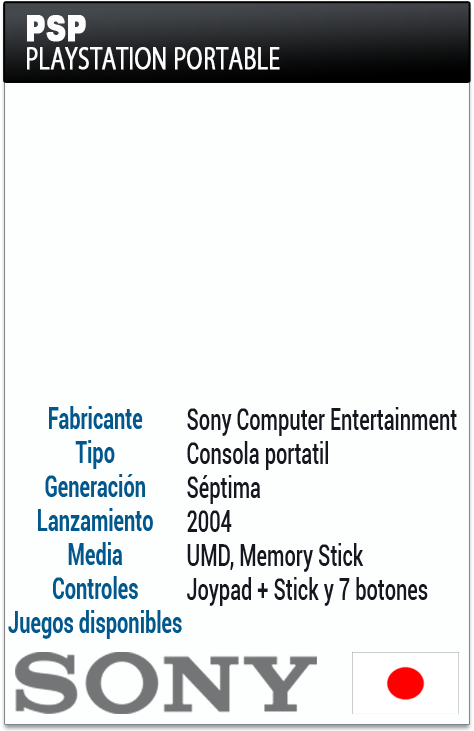 PSP
PLAYSTATION PORTABLE
Fabricante Sony Computer Entertainment
Tipo Consola portatil
Generación Séptima
Lanzamiento 2004
Media UMD, Memory Stick
Controles Joypad + Stick y 7 botones
Juegos disponibles
SONY